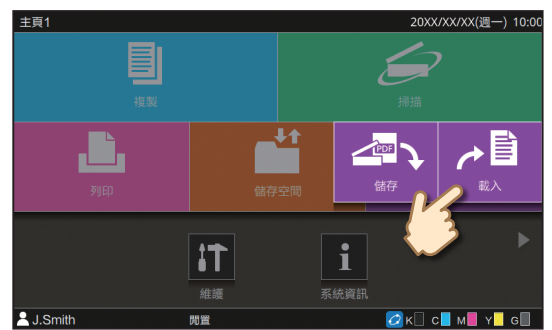 主頁1
20XX/XX/XX(週一) 10:00
複製
掃描
列印
儲存空間
PDF
儲存
載入
維護
系統資訊
J.Smith
閒置
K C M Y G